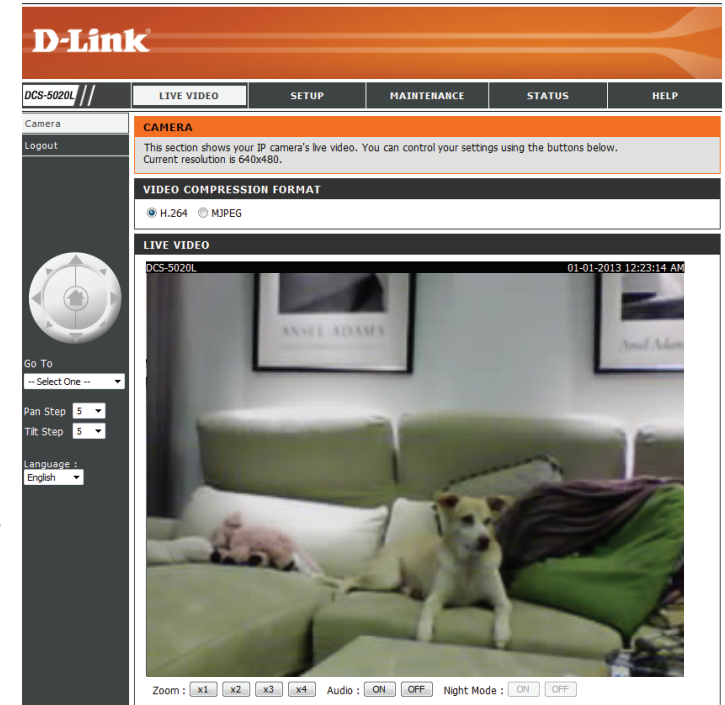 D-Link
DCS-5020L // LIVE VIDEO SETUP MAINTENANCE STATUS HELP
Camera
Logout
CAMERA
This section shows your IP camera's live video. You can control your settings using the buttons below.
Current resolution is 640x480.
VIDEO COMPRESSION FORMAT
H.264 MJPEG
LIVE VIDEO
DCS-5020L 01-01-2013 12:23:14 AM
ANSEL ADAMS
Ansel Adams
Go To
-- Select One --
Pan Step 5
Tilt Step 5
Language :
English
Zoom : x1 x2 x3 x4 Audio : ON OFF Night Mode : ON OFF